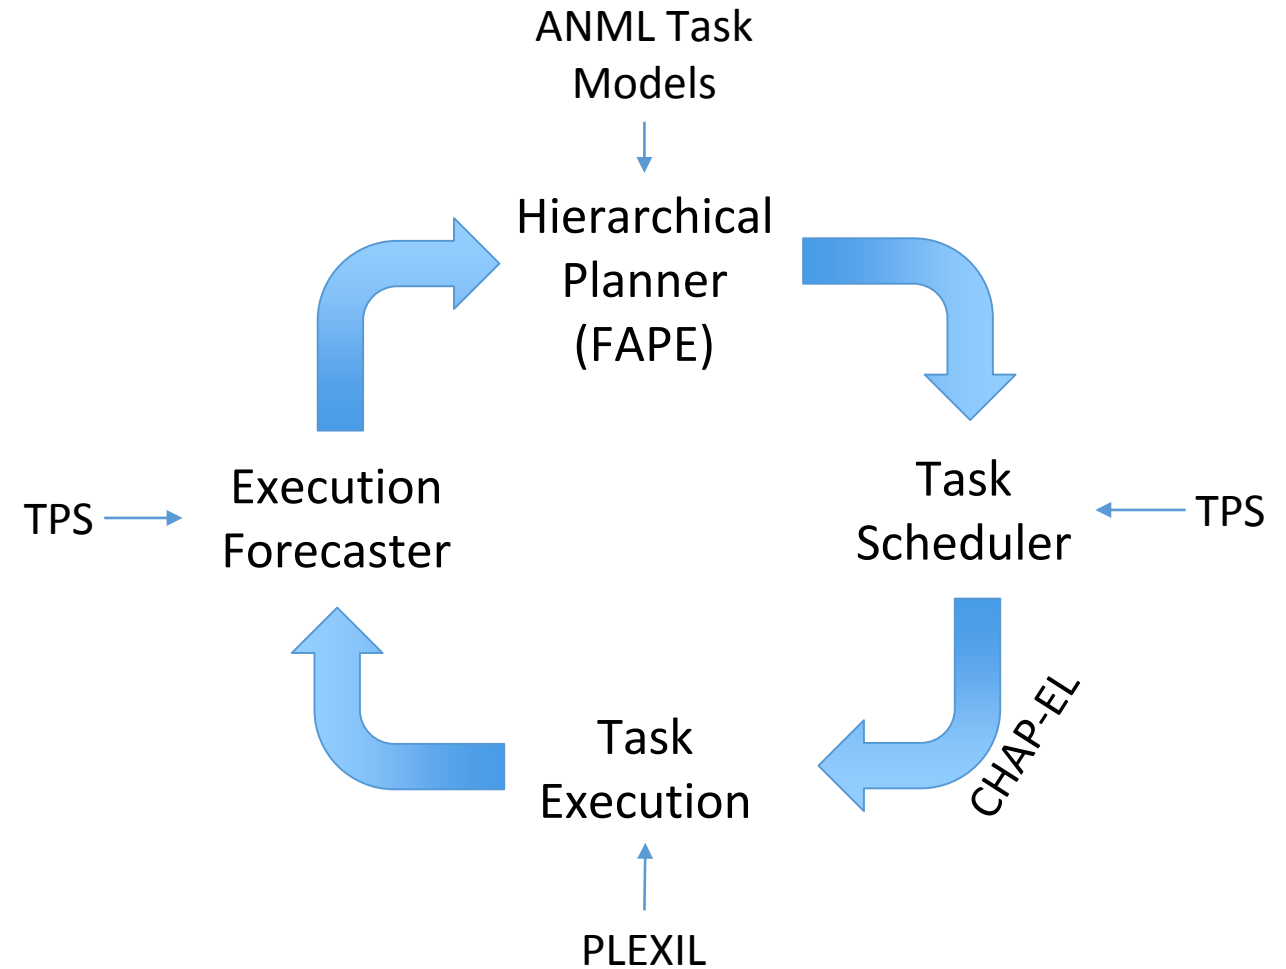 ANML Task
Models
Hierarchical
Planner
(FAPE)
Execution
Forecaster
TPS
Task
Scheduler
TPS
CHAP-EL
Task
Execution
PLEXIL